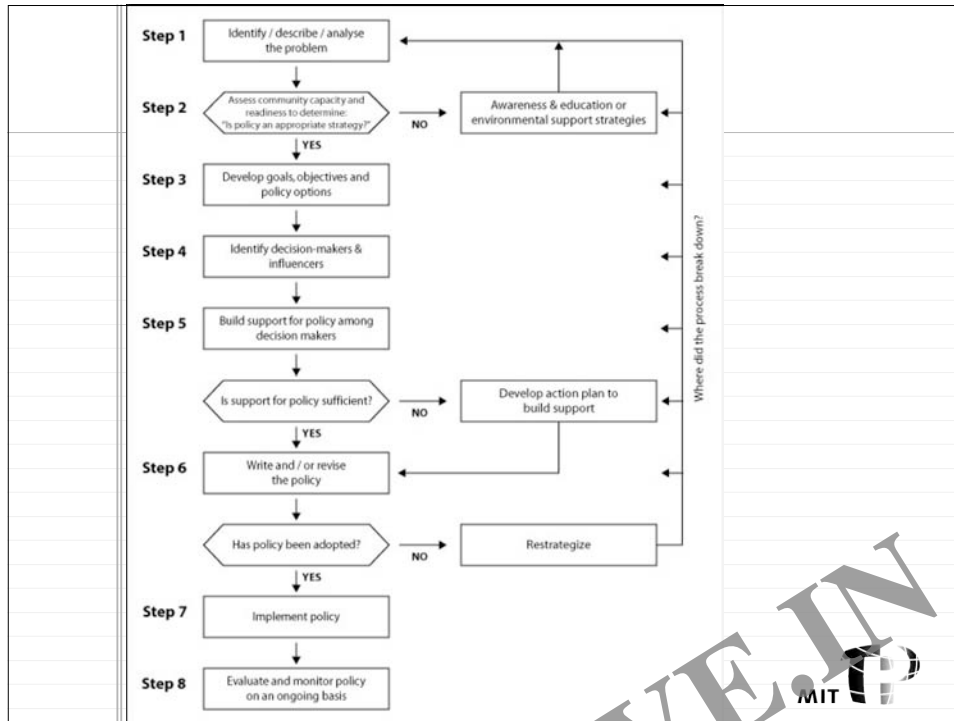 Step 1
Identify / describe / analyse
the problem
Step 2
Assess community capacity and
readiness to determine:
"Is policy an appropriate strategy?"
NO
Awareness & education or
environmental support strategies
YES
Step 3
Develop goals, objectives and
policy options
Step 4
Identify decision-makers &
influencers
Step 5
Build support for policy among
decision makers
Is support for policy sufficient?
NO
Develop action plan to
build support
YES
Step 6
Write and / or revise
the policy
Has policy been adopted?
NO
Restrategize
YES
Step 7
Implement policy
Step 8
Evaluate and monitor policy
on an ongoing basis
Where did the process break down?
VE.IN
MIT